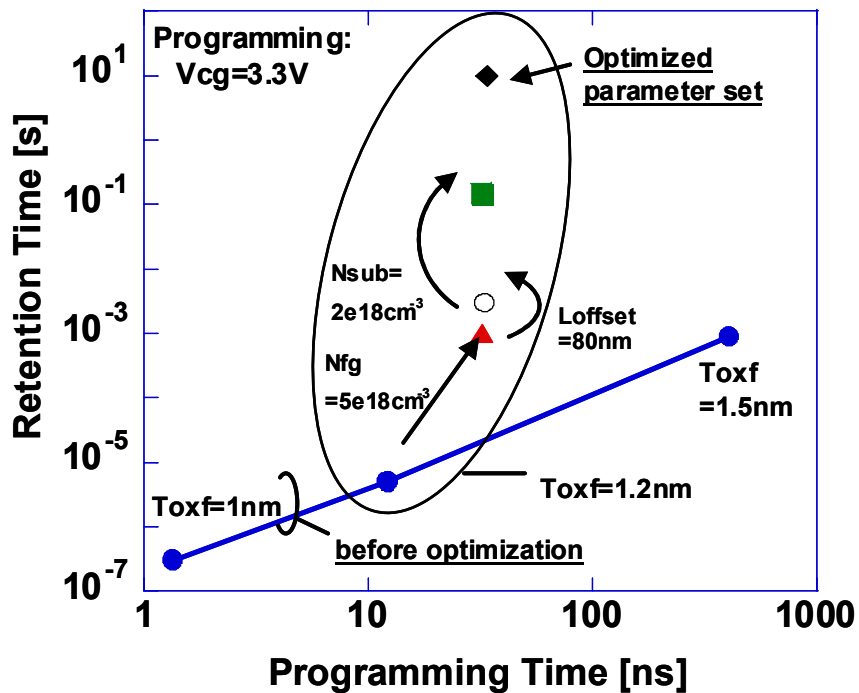 Programming:
Vcg=3.3V
Optimized
parameter set
Nsub=
2e18cm-3
Loffset
=80nm
Nfg
=5e18cm-3
Toxf
=1.5nm
Toxf=1nm
Toxf=1.2nm
before optimization
Retention Time [s]
10^1
10^-1
10^-3
10^-5
10^-7
1
10
100
1000
Programming Time [ns]